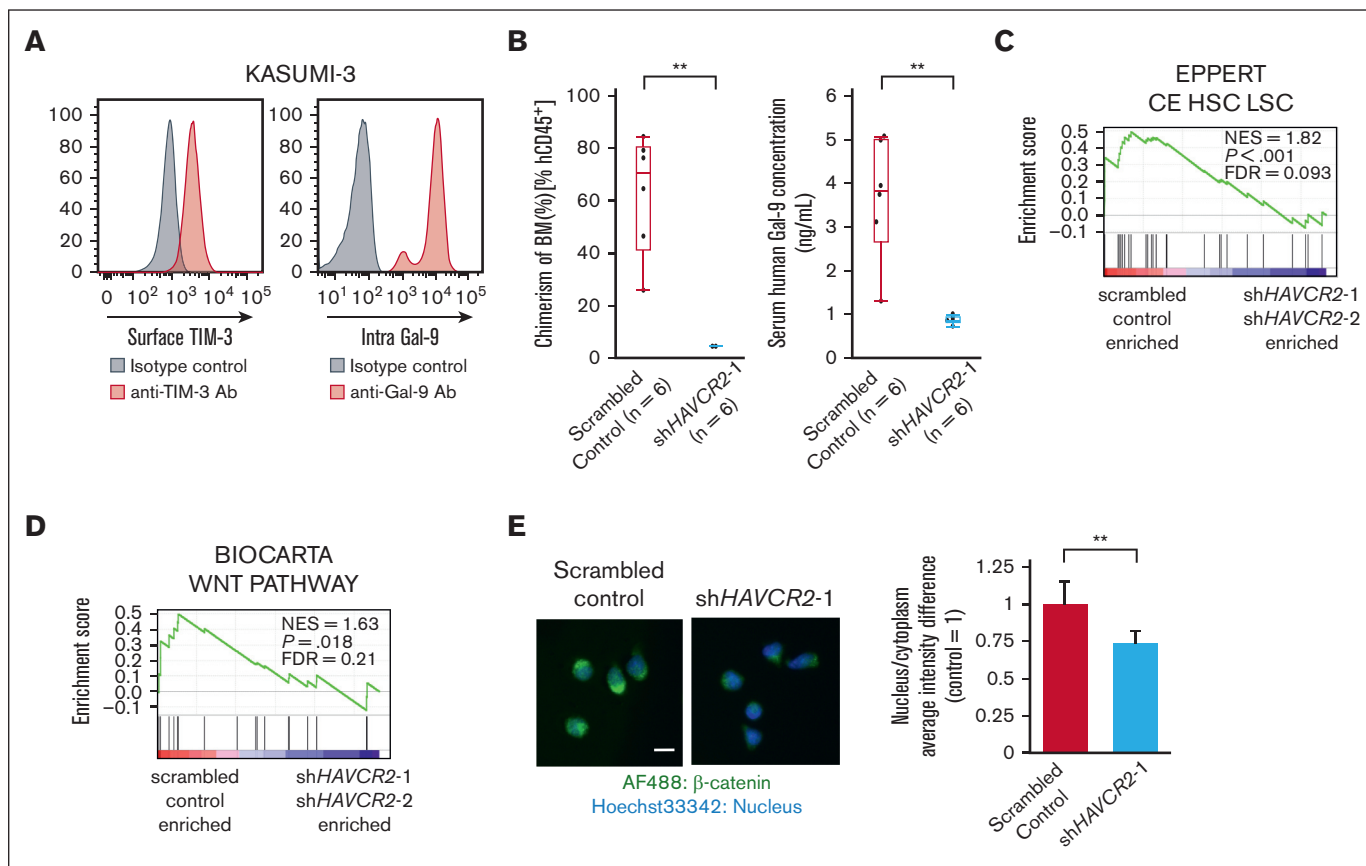 A
KASUMI-3
100
80
60
40
20
0
0 10² 10³ 10⁴ 10⁵
Surface TIM-3
Isotype control
anti-TIM-3 Ab
100
80
60
40
20
0
10¹ 10² 10³ 10⁴ 10⁵
Intra Gal-9
Isotype control
anti-Gal-9 Ab
B
**
Chimerism of BM(%)[% hCD45⁺]
100
80
60
40
20
0
Scrambled
Control (n = 6)
shHAVCR2-1
(n = 6)
**
Serum human Gal-9 concentration
(ng/mL)
6
5
4
3
2
1
0
Scrambled
Control (n = 6)
shHAVCR2-1
(n = 6)
C
EPPERT
CE HSC LSC
Enrichment score
0.5
0.4
0.3
0.2
0.1
0.0
−0.1
NES = 1.82
P < .001
FDR = 0.093
scrambled
control
enriched
shHAVCR2-1
shHAVCR2-2
enriched
D
BIOCARTA
WNT PATHWAY
Enrichment score
0.5
0.4
0.3
0.2
0.1
0.0
−0.1
NES = 1.63
P = .018
FDR = 0.21
scrambled
control
enriched
shHAVCR2-1
shHAVCR2-2
enriched
E
Scrambled
control
shHAVCR2-1
AF488: β-catenin
Hoechst33342: Nucleus
**
Nucleus/cytoplasm
average intensity difference
(control = 1)
1.25
1
0.75
0.5
0.25
0
Scrambled
Control
shHAVCR2-1